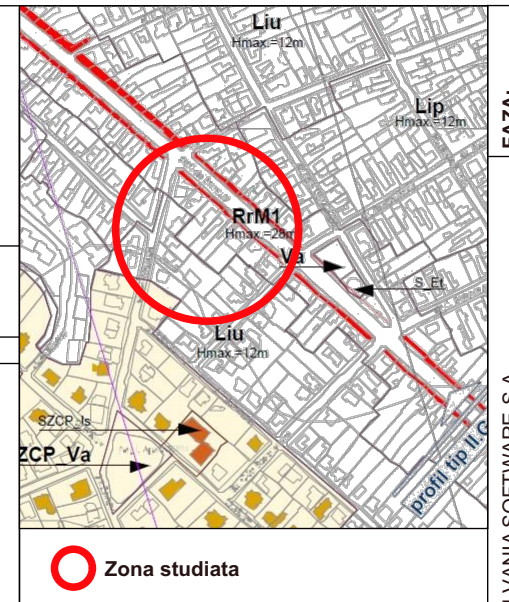 Liu
Hmax.=12m
Lip
Hmax.=12m
FAZA:
RrM1
Hmax.=28m
Va
S_Et
Liu
Hmax.=12m
SZCP_Is
ZCP_Va
profil tip II.G
VANIA SOFTWARE S.A.
Zona studiata